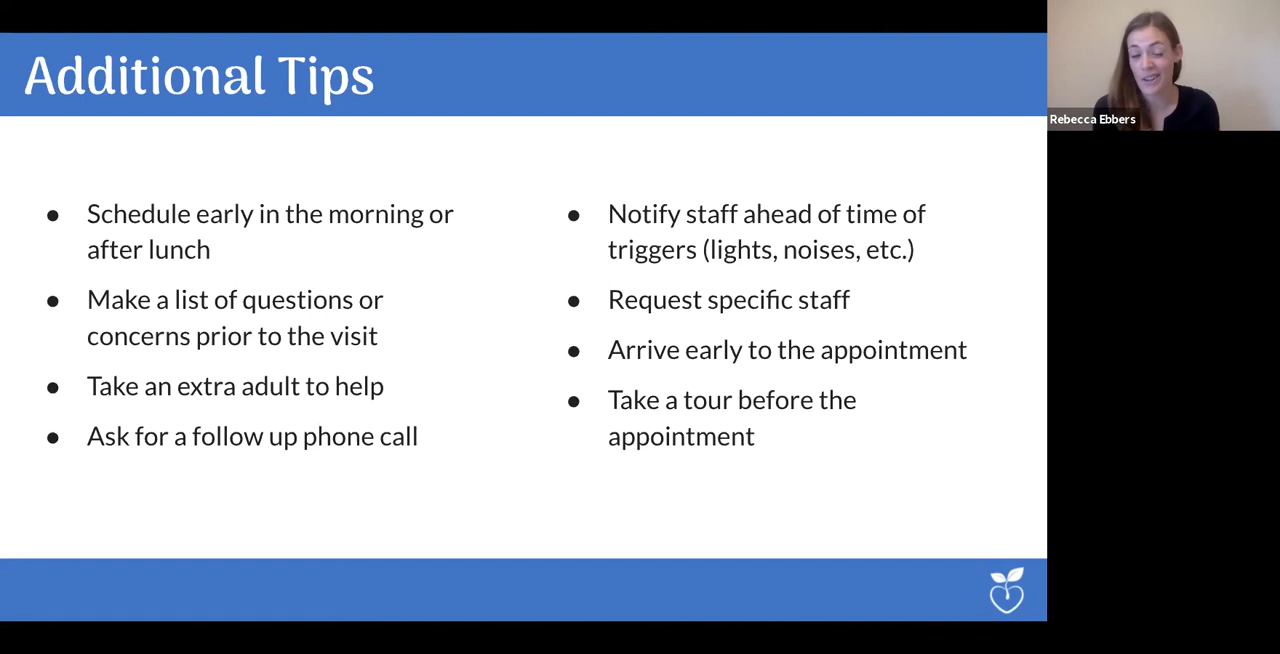 Additional Tips
Schedule early in the morning or
after lunch
Make a list of questions or
concerns prior to the visit
Take an extra adult to help
Ask for a follow up phone call
Notify staff ahead of time of
triggers (lights, noises, etc.)
Request specific staff
Arrive early to the appointment
Take a tour before the
appointment
Rebecca Ebbers